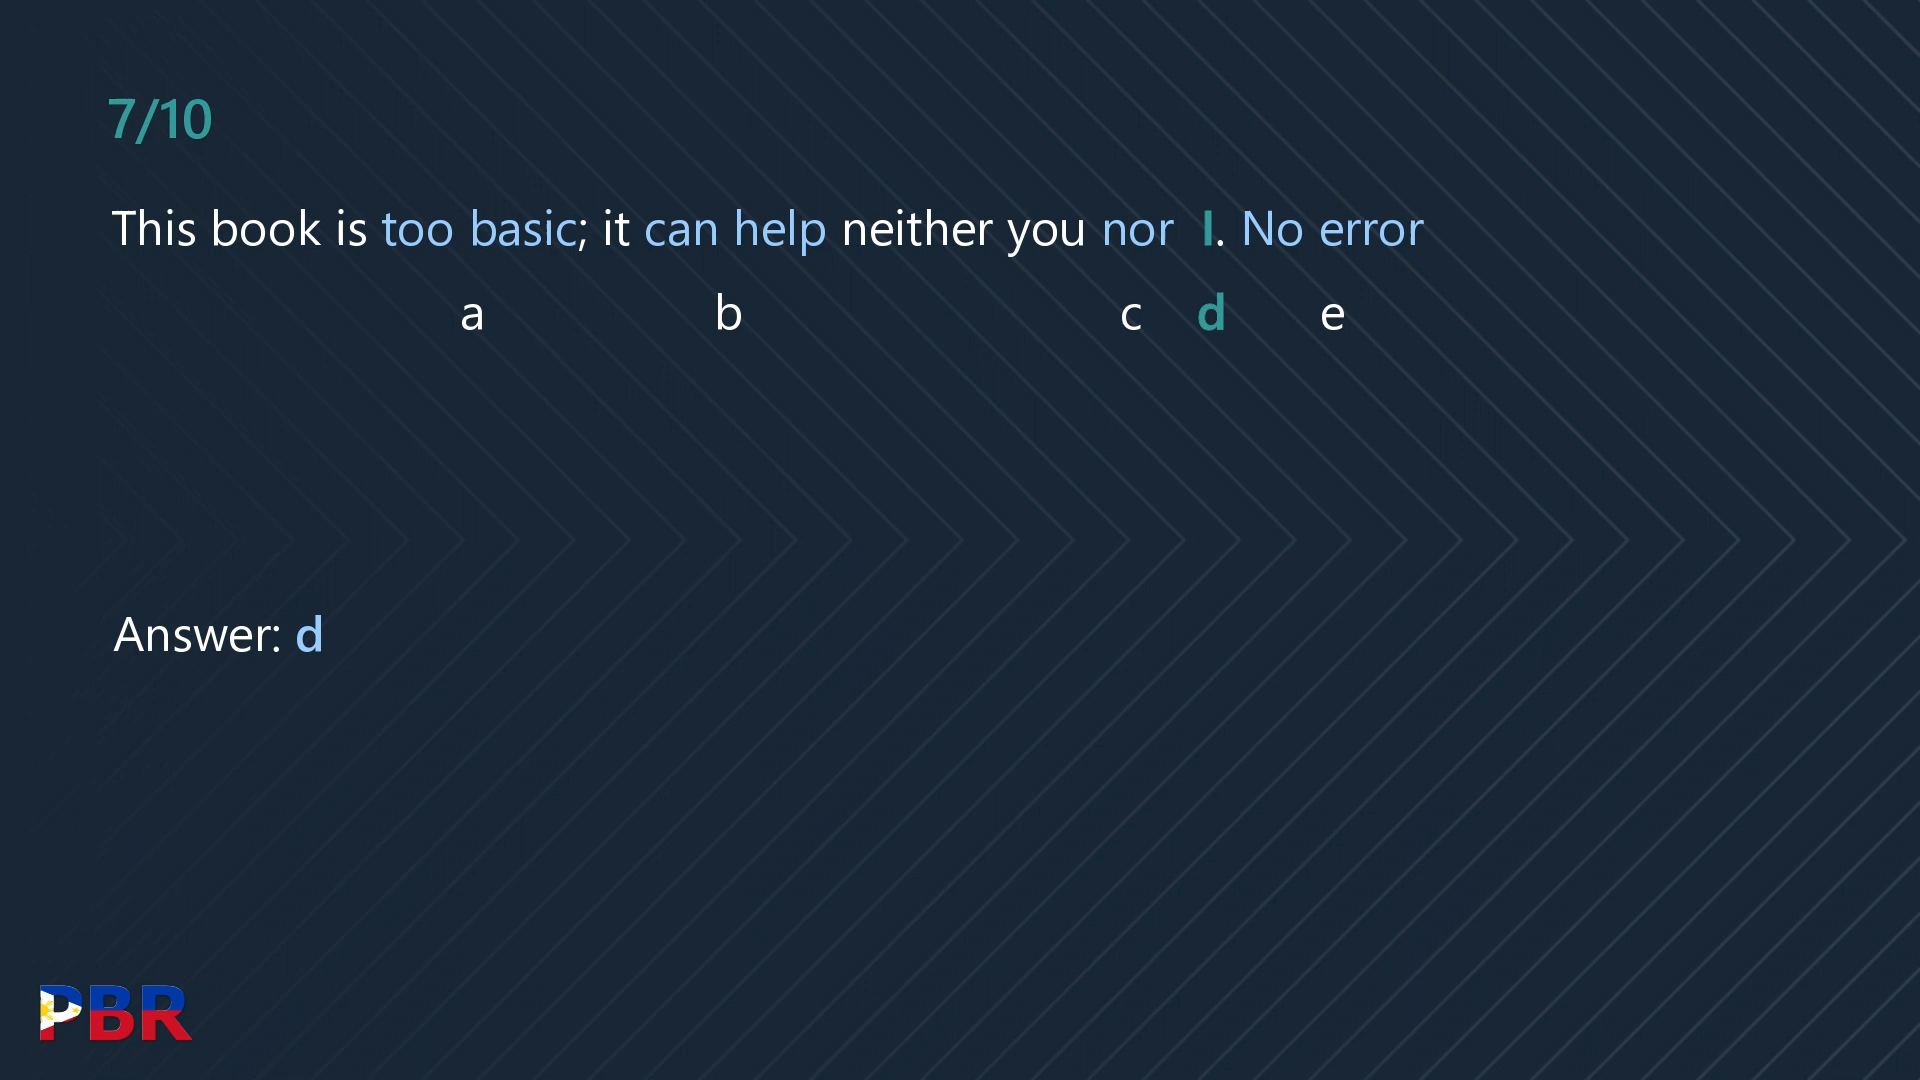 7/10
This book is too basic; it can help neither you nor I. No error
a b c d e
Answer: d
PBR